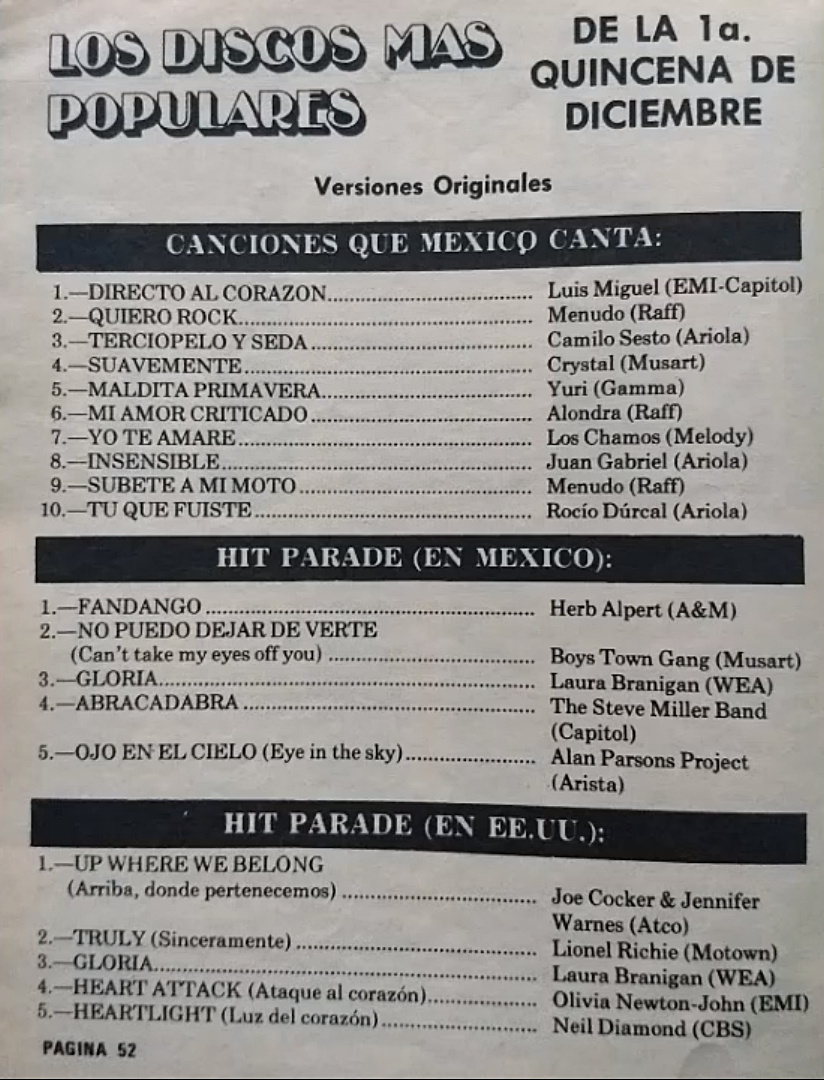 LOS DISCOS MAS
POPULARES
DE LA 1a.
QUINCENA DE
DICIEMBRE
Versiones Originales
CANCIONES QUE MEXICO CANTA:
1.—DIRECTO AL CORAZON.......... Luis Miguel (EMI-Capitol)
2.—QUIERO ROCK.......... Menudo (Raff)
3.—TERCIOPELO Y SEDA.......... Camilo Sesto (Ariola)
4.—SUAVEMENTE.......... Crystal (Musart)
5.—MALDITA PRIMAVERA.......... Yuri (Gamma)
6.—MI AMOR CRITICADO.......... Alondra (Raff)
7.—YO TE AMARE.......... Los Chamos (Melody)
8.—INSENSIBLE.......... Juan Gabriel (Ariola)
9.—SUBETE A MI MOTO.......... Menudo (Raff)
10.—TU QUE FUISTE.......... Rocío Dúrcal (Ariola)
HIT PARADE (EN MEXICO):
1.—FANDANGO.......... Herb Alpert (A&M)
2.—NO PUEDO DEJAR DE VERTE
(Can't take my eyes off you).......... Boys Town Gang (Musart)
3.—GLORIA.......... Laura Branigan (WEA)
4.—ABRACADABRA.......... The Steve Miller Band
(Capitol)
5.—OJO EN EL CIELO (Eye in the sky).......... Alan Parsons Project
(Arista)
HIT PARADE (EN EE.UU.):
1.—UP WHERE WE BELONG
(Arriba, donde pertenecemos).......... Joe Cocker & Jennifer
Warnes (Atco)
2.—TRULY (Sinceramente).......... Lionel Richie (Motown)
3.—GLORIA.......... Laura Branigan (WEA)
4.—HEART ATTACK (Ataque al corazón).......... Olivia Newton-John (EMI)
5.—HEARTLIGHT (Luz del corazón).......... Neil Diamond (CBS)
PAGINA 52